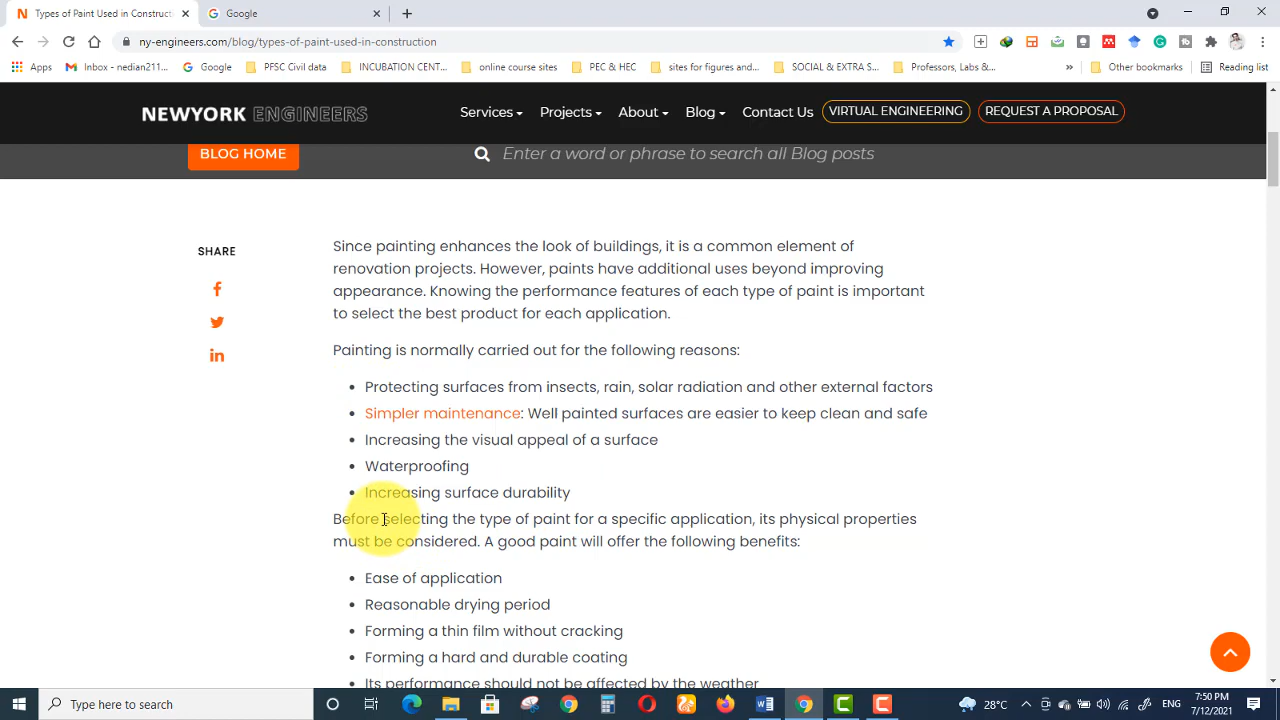 Types of Paint Used in Construct
Google
ny-engineers.com/blog/types-of-paint-used-in-construction
Apps
Inbox - nedian211...
Google
PFSC Civil data
INCUBATION CENT...
online course sites
PEC & HEC
sites for figures and...
SOCIAL & EXTRA S...
Professors, Labs &...
»
Other bookmarks
Reading list
NEWYORK ENGINEERS
Services
Projects
About
Blog
Contact Us
VIRTUAL ENGINEERING
REQUEST A PROPOSAL
BLOG HOME
Enter a word or phrase to search all Blog posts
SHARE
Since painting enhances the look of buildings, it is a common element of
renovation projects. However, paints have additional uses beyond improving
appearance. Knowing the performance features of each type of paint is important
to select the best product for each application.
Painting is normally carried out for the following reasons:
• Protecting surfaces from insects, rain, solar radiation and other external factors
• Simpler maintenance: Well painted surfaces are easier to keep clean and safe
• Increasing the visual appeal of a surface
• Waterproofing
• Increasing surface durability
Before selecting the type of paint for a specific application, its physical properties
must be considered. A good paint will offer the following benefits:
• Ease of application
• Reasonable drying period
• Forming a thin film without cracking
• Forming a hard and durable coating
• Its performance should not be affected by the weather
Type here to search
28°C
ENG
7:50 PM
7/12/2021